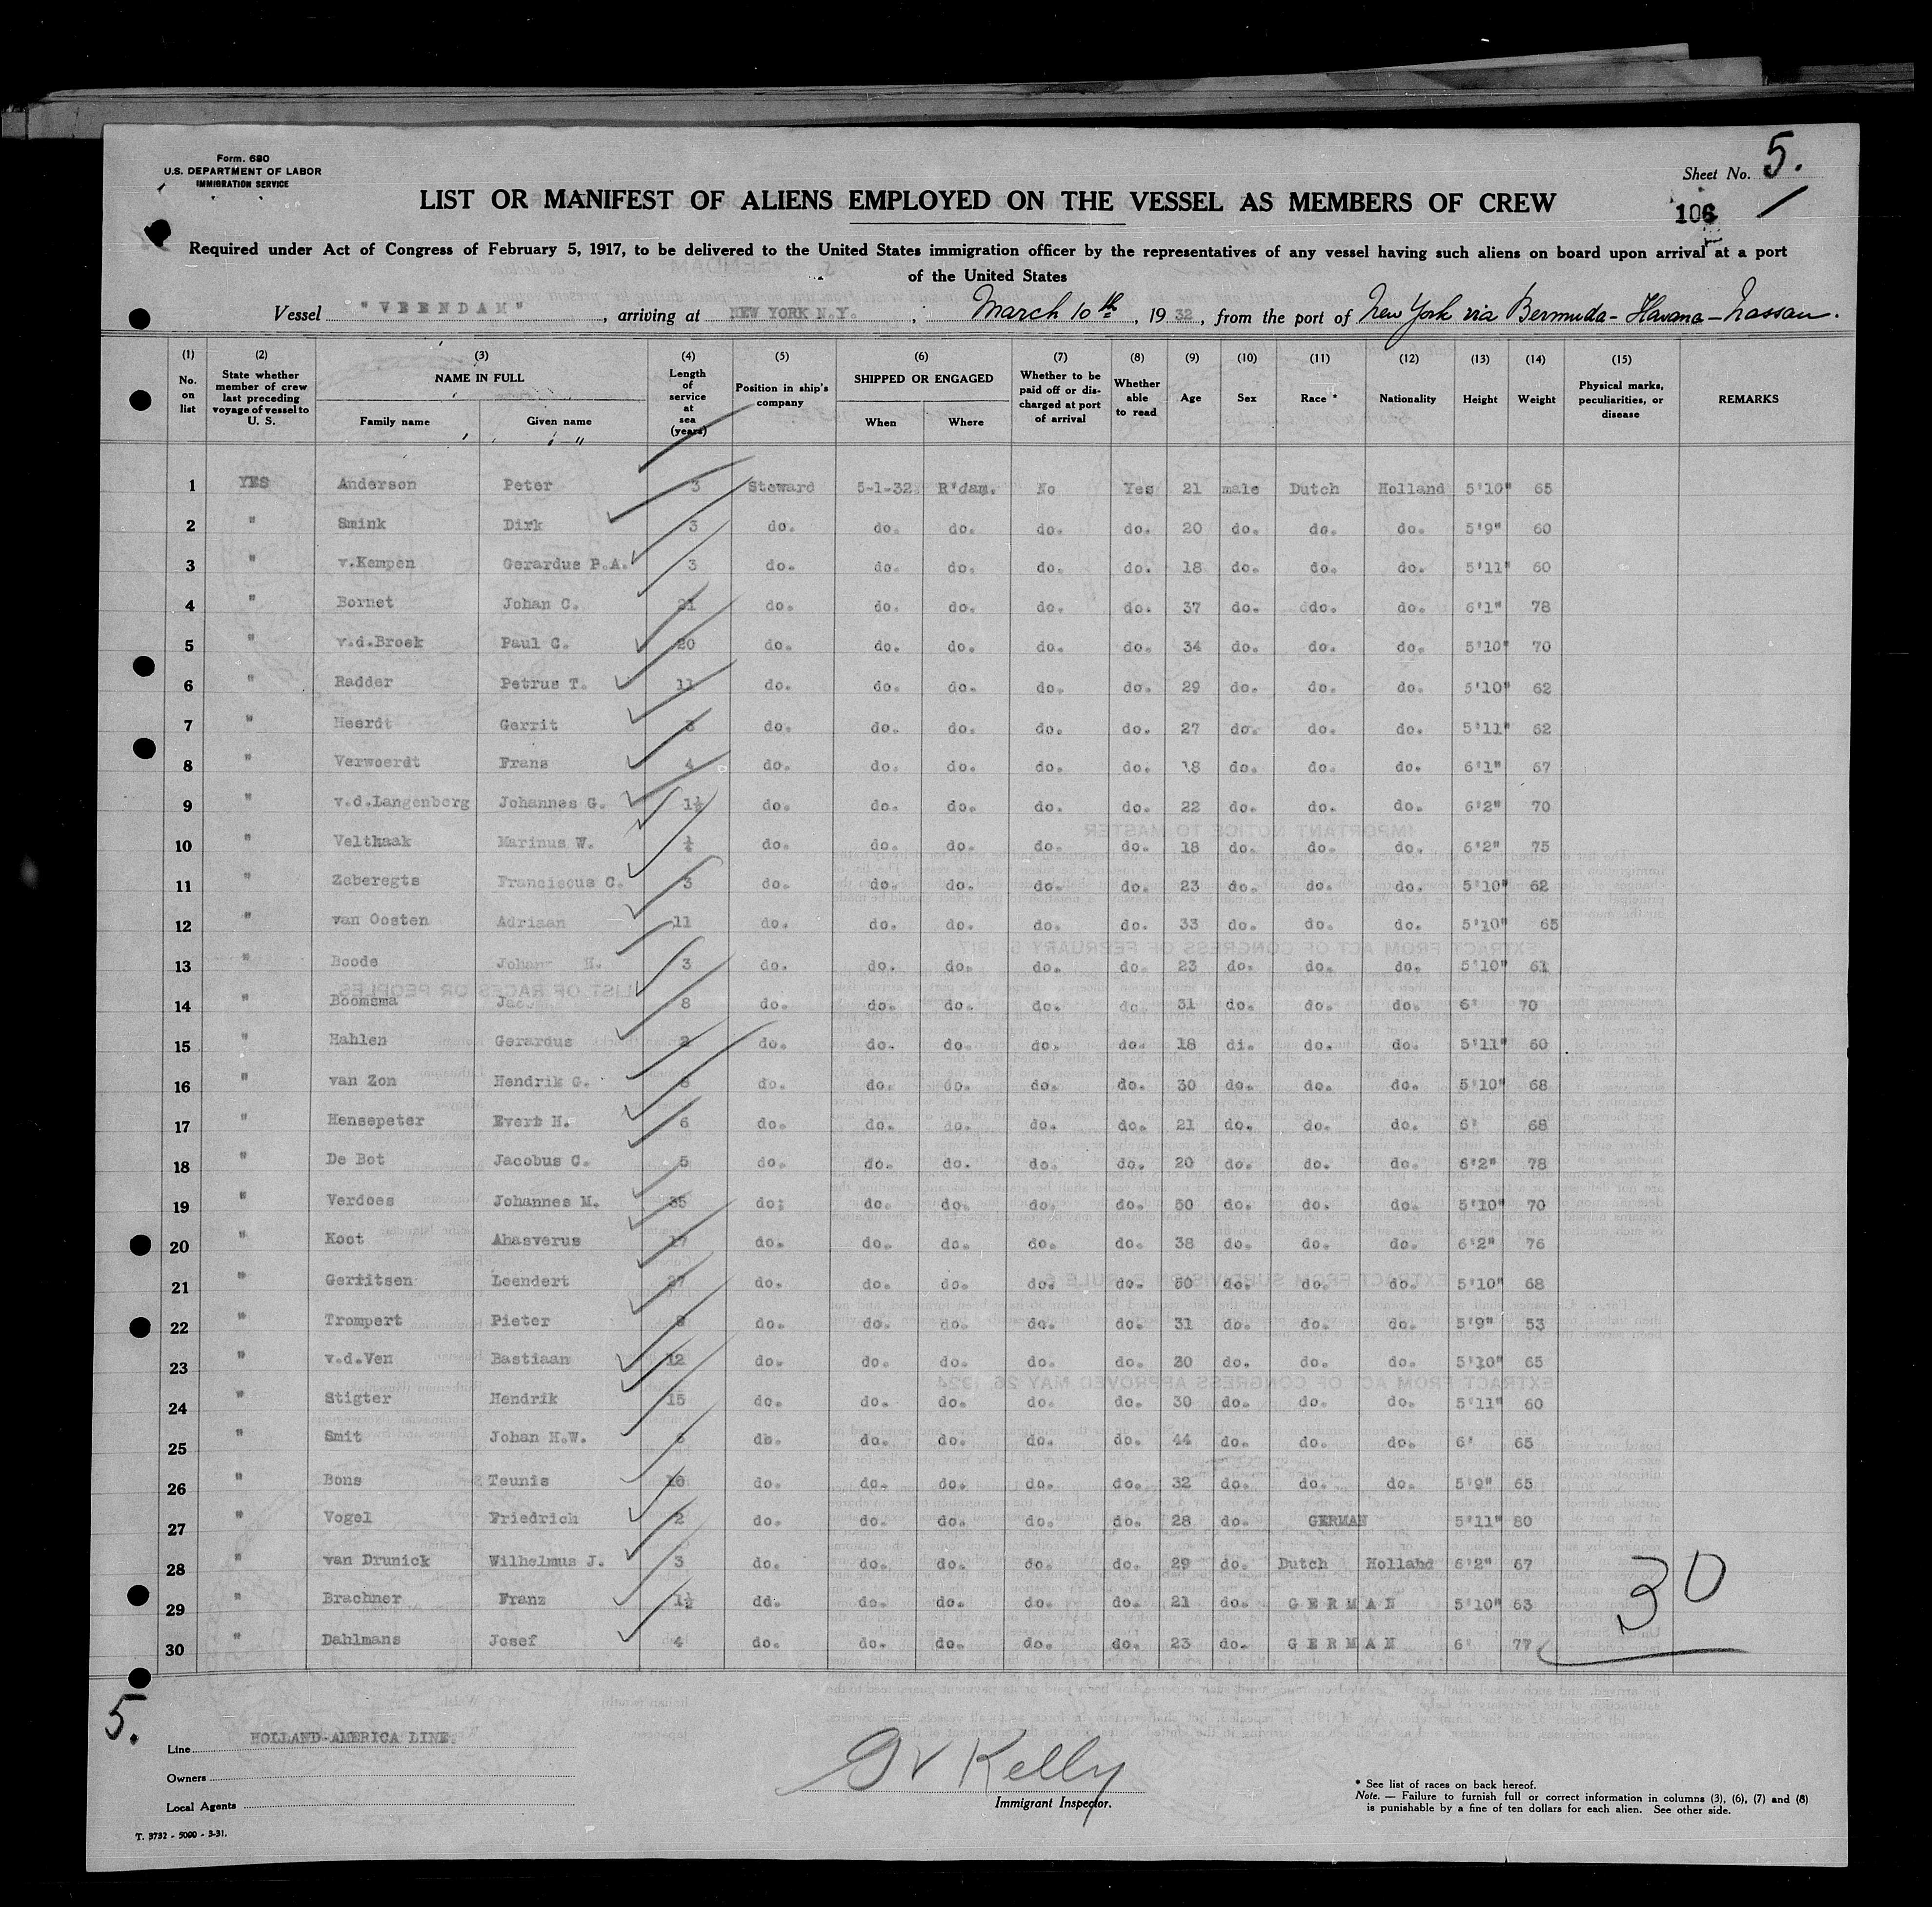 Form. 680
U.S. DEPARTMENT OF LABOR
IMMIGRATION SERVICE
Sheet No. 5.
LIST OR MANIFEST OF ALIENS EMPLOYED ON THE VESSEL AS MEMBERS OF CREW
106
Required under Act of Congress of February 5, 1917, to be delivered to the United States immigration officer by the representatives of any vessel having such aliens on board upon arrival at a port
of the United States
Vessel "VEENDAM", arriving at NEW YORK N.Y., March 10th, 1932, from the port of New York via Bermuda - Havana - Nassau.
(1) (2) (3) (4) (5) (6) (7) (8) (9) (10) (11) (12) (13) (14) (15)
No. on list State whether member of crew last preceding voyage of vessel to U. S. NAME IN FULL Family name Given name Length of service at sea (years) Position in ship's company SHIPPED OR ENGAGED When Where Whether to be paid off or discharged at port of arrival Whether able to read Age Sex Race * Nationality Height Weight Physical marks, peculiarities, or disease REMARKS
1 YES Anderson Peter 3 Steward 5-1-32 R'dam. No Yes 21 male Dutch Holland 5'10" 65
2 " Smink Dirk 3 do. do. do. do. do. 20 do. do. do. 5'9" 60
3 " v.Kempen Gerardus P.A. 3 do. do. do. do. do. 18 do. do. do. 5'11" 60
4 " Bornet Johan C. 21 do. do. do. do. do. 37 do. ddo. do. 6'1" 78
5 " v.d.Broek Paul C. 20 do. do. do. do. do. 34 do. do. do. 5'10" 70
6 " Radder Petrus T. 11 do. do. do. do. do. 29 do. do. do. 5'10" 62
7 " Heerdt Gerrit 3 do. do. do. do. do. 27 do. do. do. 5'11" 62
8 " Verwoerdt Frans 4 do. do. do. do. do. 18 do. do. do. 6'1" 67
9 " v.d.Langenberg Johannes G. 1½ do. do. do. do. do. 22 do. do. do. 6'2" 70
10 " Velthaak Marinus W. do. do. do. do. do. 18 do. do. do. 6'2" 75
11 " Zeberegts Franciscus C. 3 do. do. do. do. do. 23 do. do. do. 5'10" 62
12 " van Oosten Adriaan 11 do. do. do. do. do. 33 do. do. do. 5'10" 65
13 " Boode Johann H. 3 do. do. do. do. do. 23 do. do. do. 5'10" 61
14 " Boomsma 8 do. do. do. do. do. 31 do. do. do. 6' 70
15 " Hahlen Gerardus 2 do. do. do. do. do. 18 di. do. do. 5'11" 60
16 " van Zon Hendrik G. do. do. do. do. do. 30 do. do. do. 5'10" 68
17 " Hensepeter Evert H. 6 do. do. do. do. do. 21 do. do. do. 6' 68
18 " De Bot Jacobus C. 5 do. do. do. do. do. 20 do. do. do. 6'2" 78
19 " Verdoes Johannes M. 35 do. do. do. do. do. 50 do. do. do. 5'10" 70
20 " Koot Ahasverus 17 do. do. do. do. do. 38 do. do. do. 6'2" 76
21 " Gerritsen Leendert 27 do. do. do. do. do. 50 do. do. do. 5'10" 68
22 " Trompert Pieter do. do. do. do. do. 31 do. do. do. 5'9" 53
23 " v.d.Ven Bastiaan 12 do. do. do. do. do. 30 do. do. do. 5'10" 65
24 " Stigter Hendrik 15 do. do. do. do. do. 30 do. do. do. 5'11" 60
25 " Smit Johan H.W. 6 do. do. do. do. do. 44 do. do. do. 6' 65
26 " Bons Teunis 16 do. do. do. do. do. 32 do. do. do. 5'9" 65
27 " Vogel Friedrich 2 do. do. do. do. do. 28 do. GERMAN 5'11" 80
28 " van Drunick Wilhelmus J. 3 do. do. do. do. do. 29 do. Dutch Holland 6'2" 67
29 " Brachner Franz 1½ dd. do. do. do. do. 21 do. GERMAN 5'10" 63
30 " Dahlmans Josef 4 do. do. do. do. do. 23 do. GERMAN 6' 77
30
5.
Line HOLLAND-AMERICA LINE.
Owners
Local Agents
GV Kelly
Immigrant Inspector.
* See list of races on back hereof.
Note. — Failure to furnish full or correct information in columns (3), (6), (7) and (8)
is punishable by a fine of ten dollars for each alien. See other side.
T. 3732 - 5000 - 3-31.